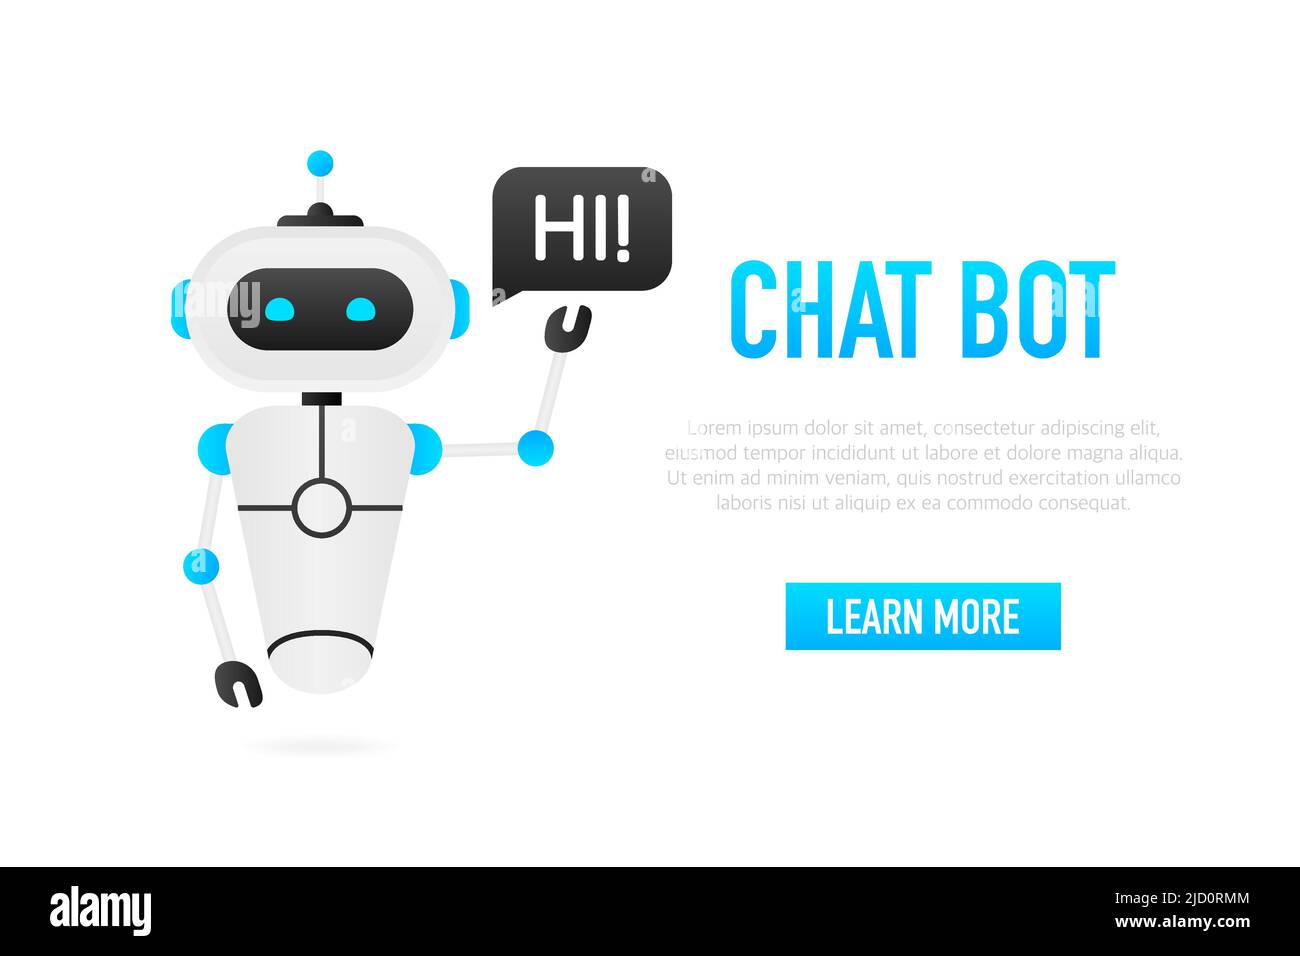 HI!
CHAT BOT
Lorem ipsum dolor sit amet, consectetur adipiscing elit,
eiusmod tempor incididunt ut labore et dolore magna aliqua.
Ut enim ad minim veniam, quis nostrud exercitation ullamco
laboris nisi ut aliquip ex ea commodo consequat.
LEARN MORE
a
a
a
alamy
Image ID: 2JD0RMM
www.alamy.com